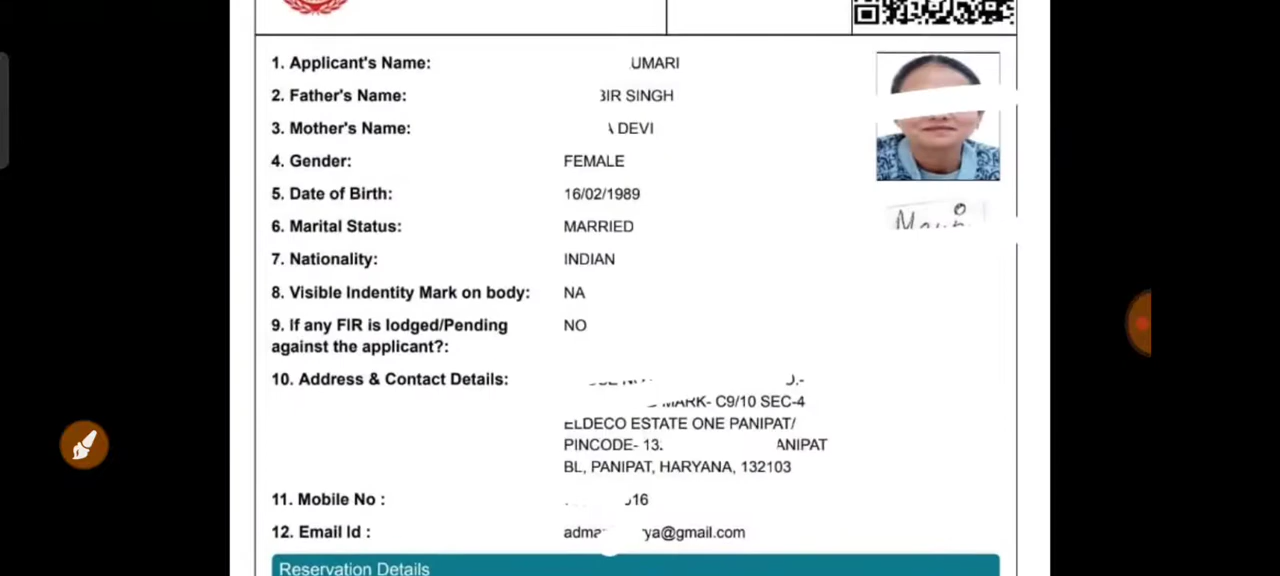 1. Applicant's Name: UMARI
2. Father's Name: BIR SINGH
3. Mother's Name: DEVI
4. Gender: FEMALE
5. Date of Birth: 16/02/1989
6. Marital Status: MARRIED
7. Nationality: INDIAN
8. Visible Indentity Mark on body: NA
9. If any FIR is lodged/Pending NO
against the applicant?:
10. Address & Contact Details:
MARK- C9/10 SEC-4
ELDECO ESTATE ONE PANIPAT/
PINCODE- 13. ANIPAT
BL, PANIPAT, HARYANA, 132103
11. Mobile No : 16
12. Email Id : adma ya@gmail.com
Reservation Details